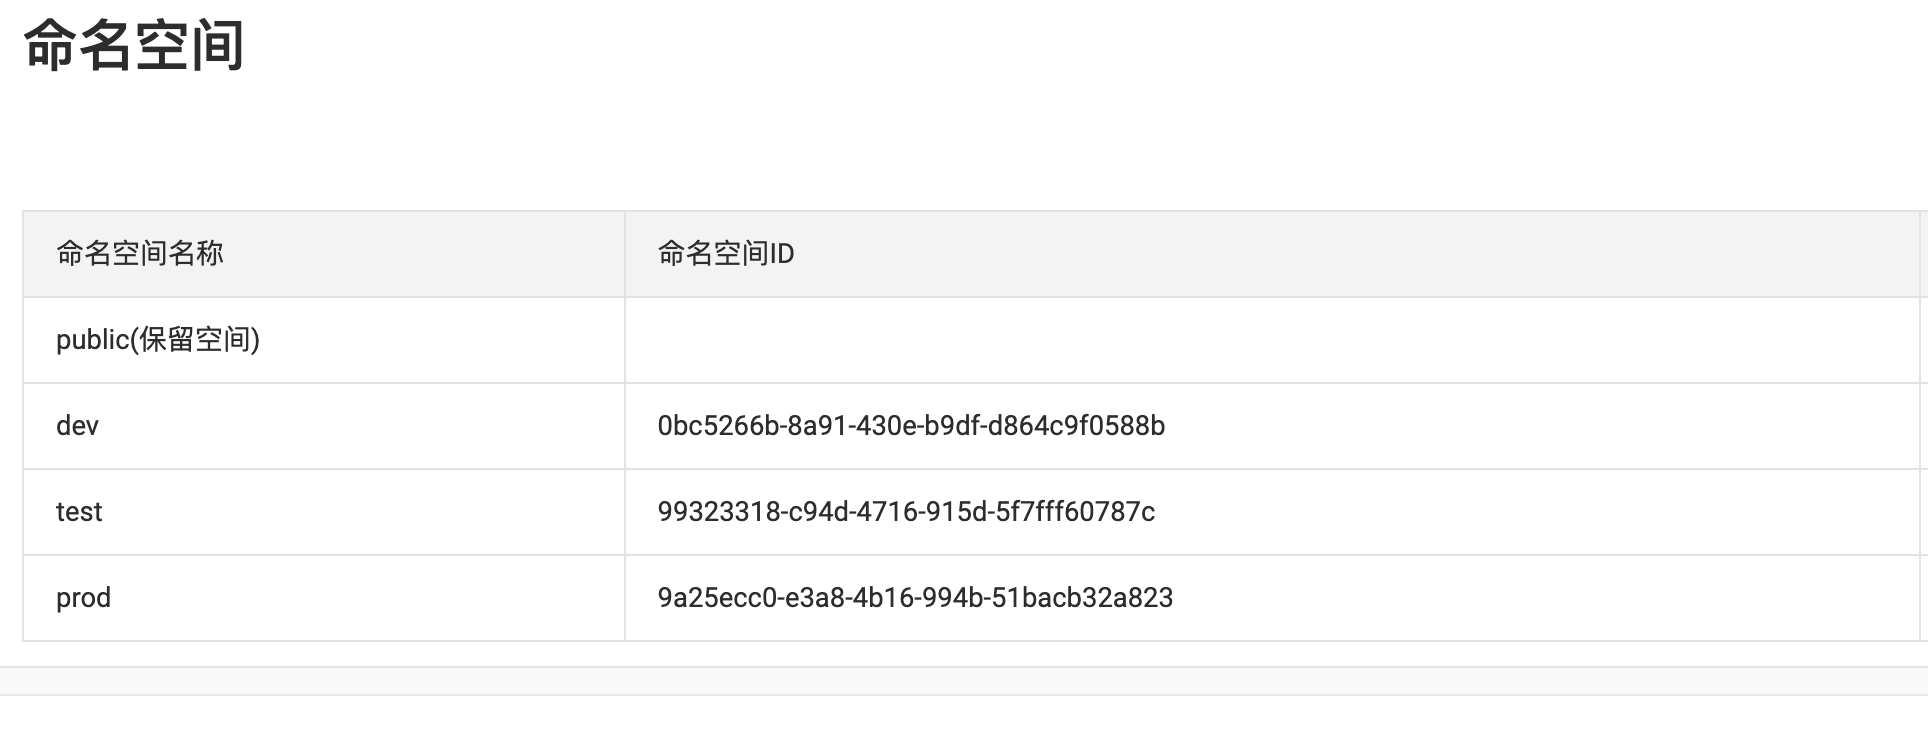 命名空间
命名空间名称 命名空间ID
public(保留空间)
dev 0bc5266b-8a91-430e-b9df-d864c9f0588b
test 99323318-c94d-4716-915d-5f7fff60787c
prod 9a25ecc0-e3a8-4b16-994b-51bacb32a823